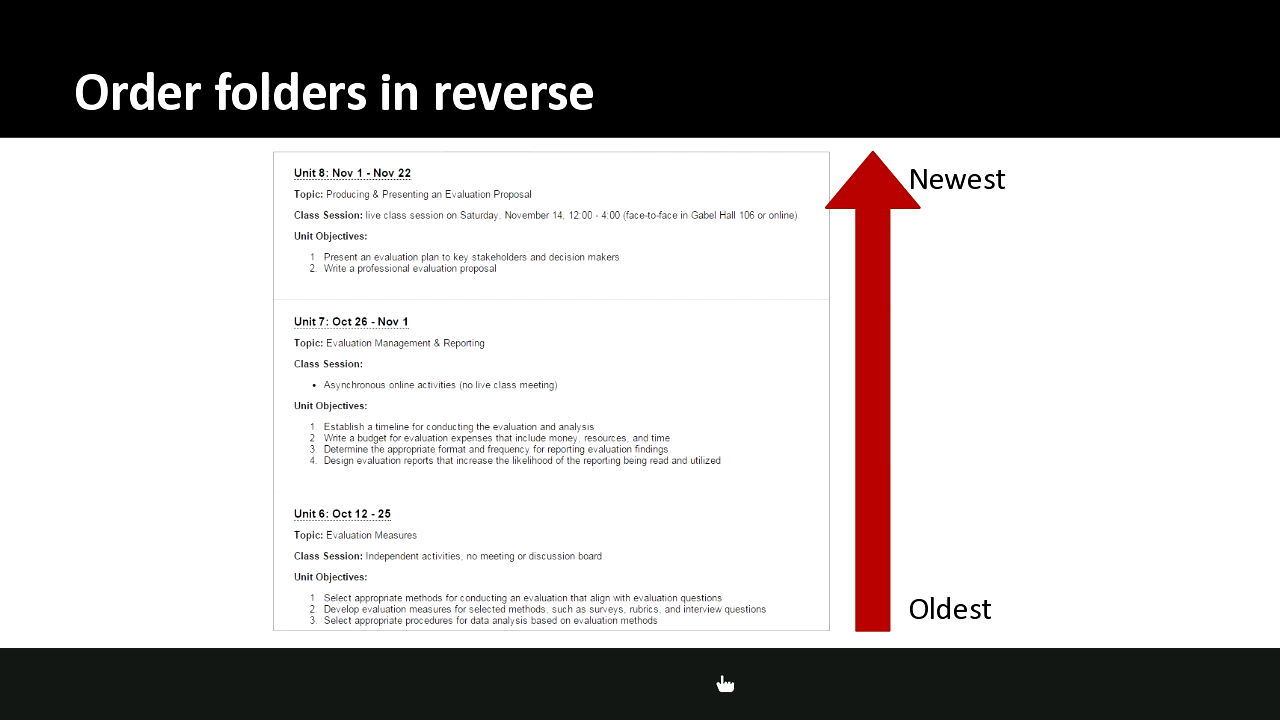 Order folders in reverse
Unit 8: Nov 1 - Nov 22
Topic: Producing & Presenting an Evaluation Proposal
Class Session: live class session on Saturday, November 14, 12:00 - 4:00 (face-to-face in Gabel Hall 106 or online)
Unit Objectives:
1. Present an evaluation plan to key stakeholders and decision makers
2. Write a professional evaluation proposal
Unit 7: Oct 26 - Nov 1
Topic: Evaluation Management & Reporting
Class Session:
• Asynchronous online activities (no live class meeting)
Unit Objectives:
1. Establish a timeline for conducting the evaluation and analysis
2. Write a budget for evaluation expenses that include money, resources, and time
3. Determine the appropriate format and frequency for reporting evaluation findings
4. Design evaluation reports that increase the likelihood of the reporting being read and utilized
Unit 6: Oct 12 - 25
Topic: Evaluation Measures
Class Session: Independent activities, no meeting or discussion board
Unit Objectives:
1. Select appropriate methods for conducting an evaluation that align with evaluation questions
2. Develop evaluation measures for selected methods, such as surveys, rubrics, and interview questions
3. Select appropriate procedures for data analysis based on evaluation methods
Newest
Oldest